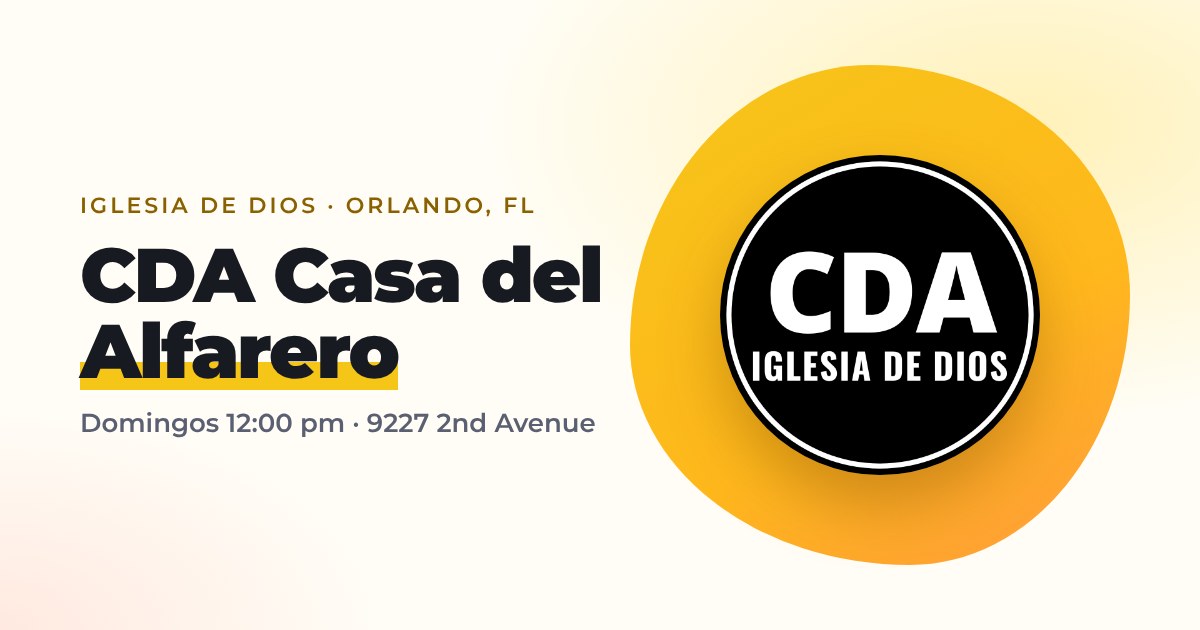 IGLESIA DE DIOS · ORLANDO, FL
CDA Casa del
Alfarero
Domingos 12:00 pm · 9227 2nd Avenue
CDA
IGLESIA DE DIOS